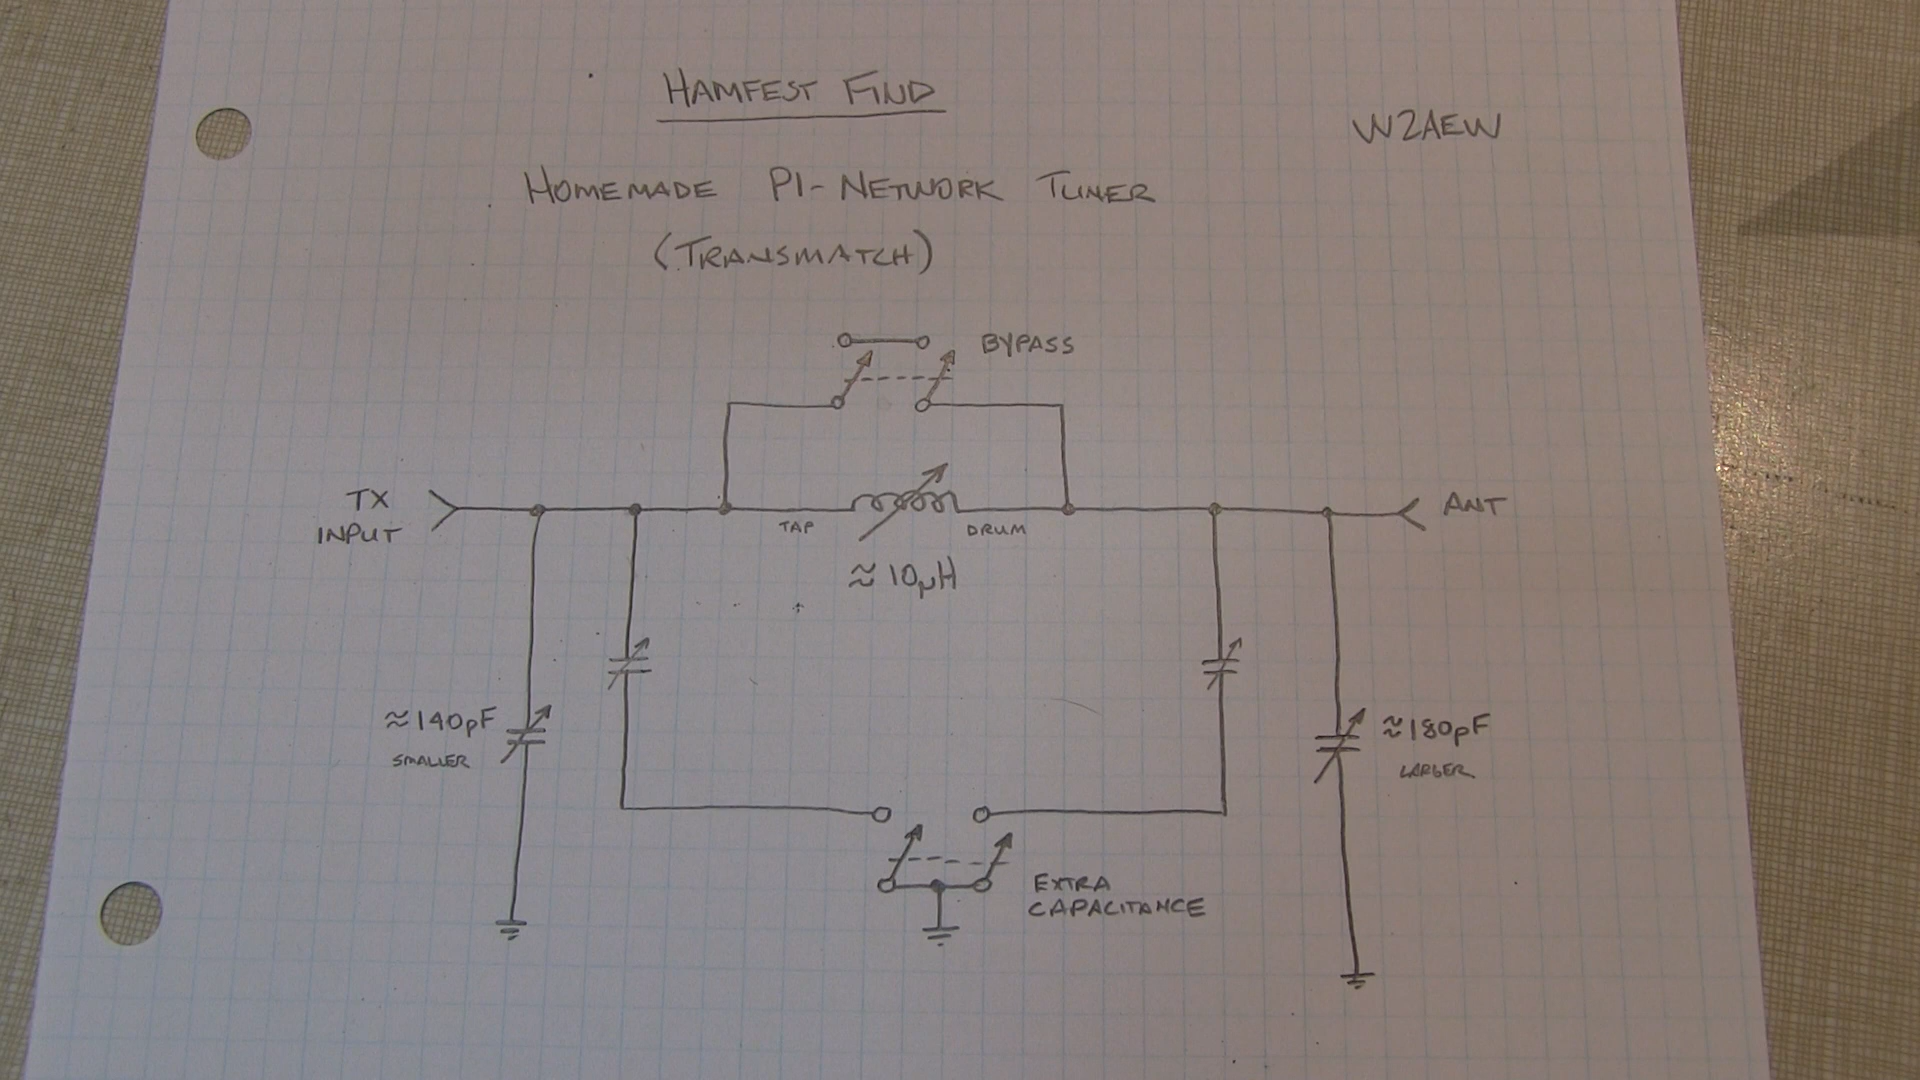 HAMFEST FIND
W2AEW
HOMEMADE PI-NETWORK TUNER
(TRANSMATCH)
BYPASS
TX
INPUT
TAP
DRUM
ANT
≈10μH
≈140pF
SMALLER
≈180pF
LARGER
EXTRA
CAPACITANCE